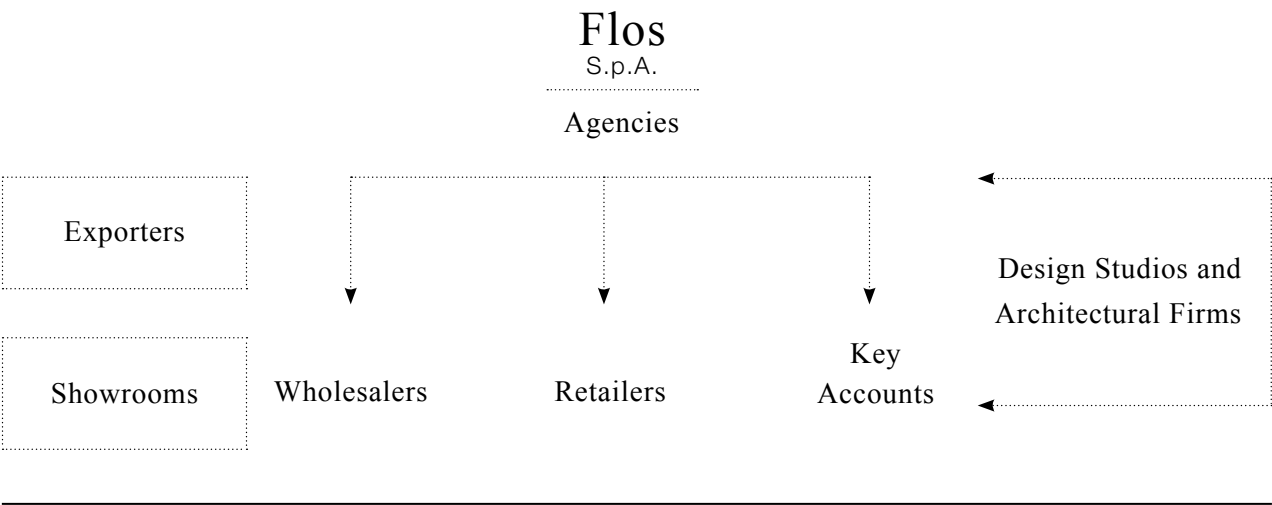 Flos
S.p.A.
Agencies
Exporters
Design Studios and
Architectural Firms
Showrooms
Wholesalers
Retailers
Key
Accounts